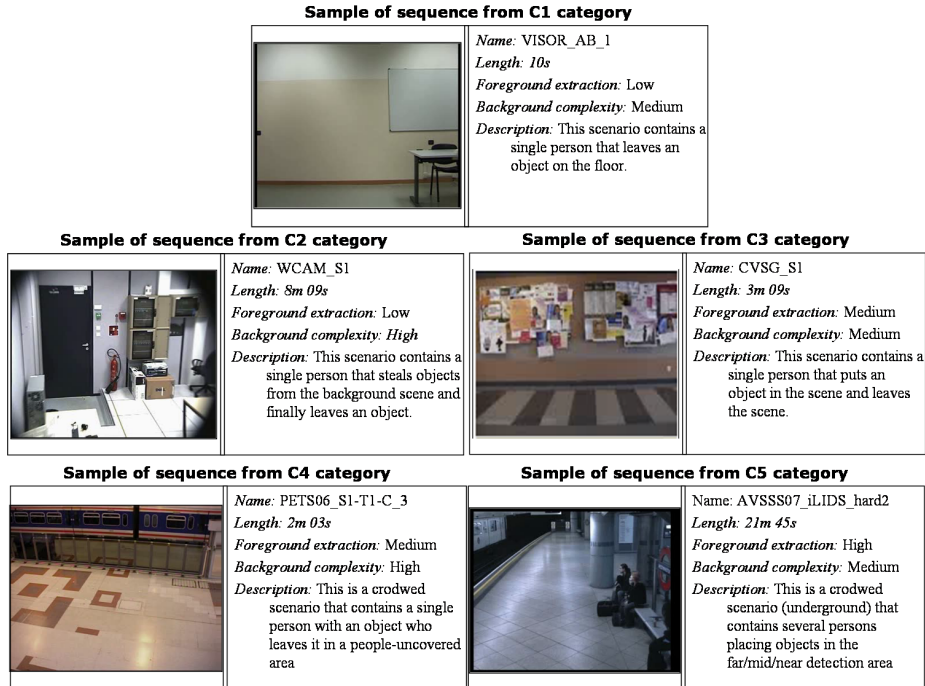 Sample of sequence from C1 category
Name: VISOR_AB_1
Length: 10s
Foreground extraction: Low
Background complexity: Medium
Description: This scenario contains a
single person that leaves an
object on the floor.
Sample of sequence from C2 category
Name: WCAM_S1
Length: 8m 09s
Foreground extraction: Low
Background complexity: High
Description: This scenario contains a
single person that steals objects
from the background scene and
finally leaves an object.
Sample of sequence from C3 category
Name: CVSG_S1
Length: 3m 09s
Foreground extraction: Medium
Background complexity: Medium
Description: This scenario contains a
single person that puts an
object in the scene and leaves
the scene.
Sample of sequence from C4 category
Name: PETS06_S1-T1-C_3
Length: 2m 03s
Foreground extraction: Medium
Background complexity: High
Description: This is a crodwed
scenario that contains a single
person with an object who
leaves it in a people-uncovered
area
Sample of sequence from C5 category
Name: AVSSS07_iLIDS_hard2
Length: 21m 45s
Foreground extraction: High
Background complexity: Medium
Description: This is a crodwed
scenario (underground) that
contains several persons
placing objects in the
far/mid/near detection area